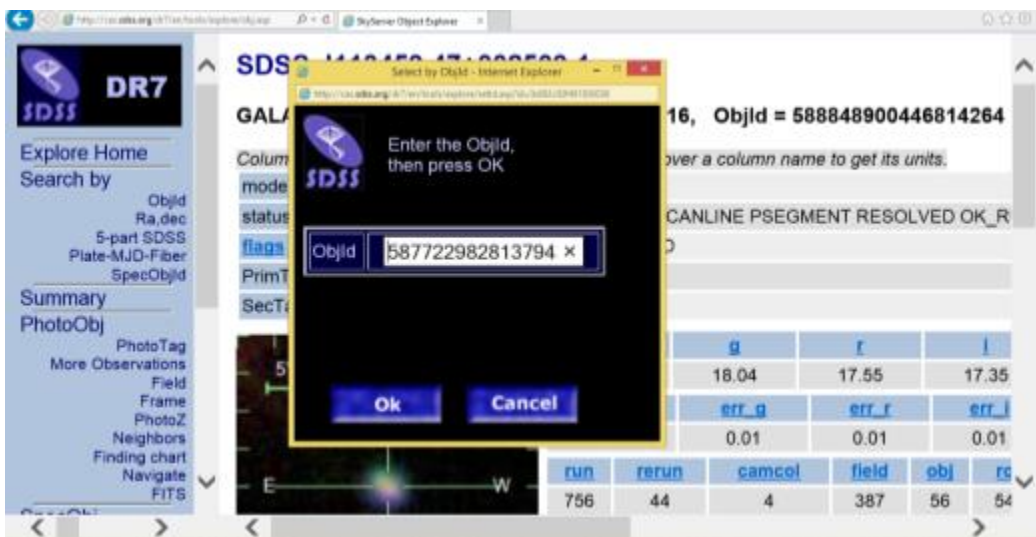 SkyServer Object Explorer
SDSS
DR7
Explore Home
Search by
ObjId
Ra,dec
5-part SDSS
Plate-MJD-Fiber
SpecObjId
Summary
PhotoObj
PhotoTag
More Observations
Field
Frame
PhotoZ
Neighbors
Finding chart
Navigate
FITS
Select by ObjId - Internet Explorer
SDSS
Enter the ObjId,
then press OK
ObjId 587722982813794 ×
Ok Cancel
GALA 16, ObjId = 588848900446814264
Colum over a column name to get its units.
mode
status CANLINE PSEGMENT RESOLVED OK_R
flags
PrimT
SecTa
g r i
18.04 17.55 17.35
err_g err_r err_i
0.01 0.01 0.01
run rerun camcol field obj
756 44 4 387 56 54
5
E W